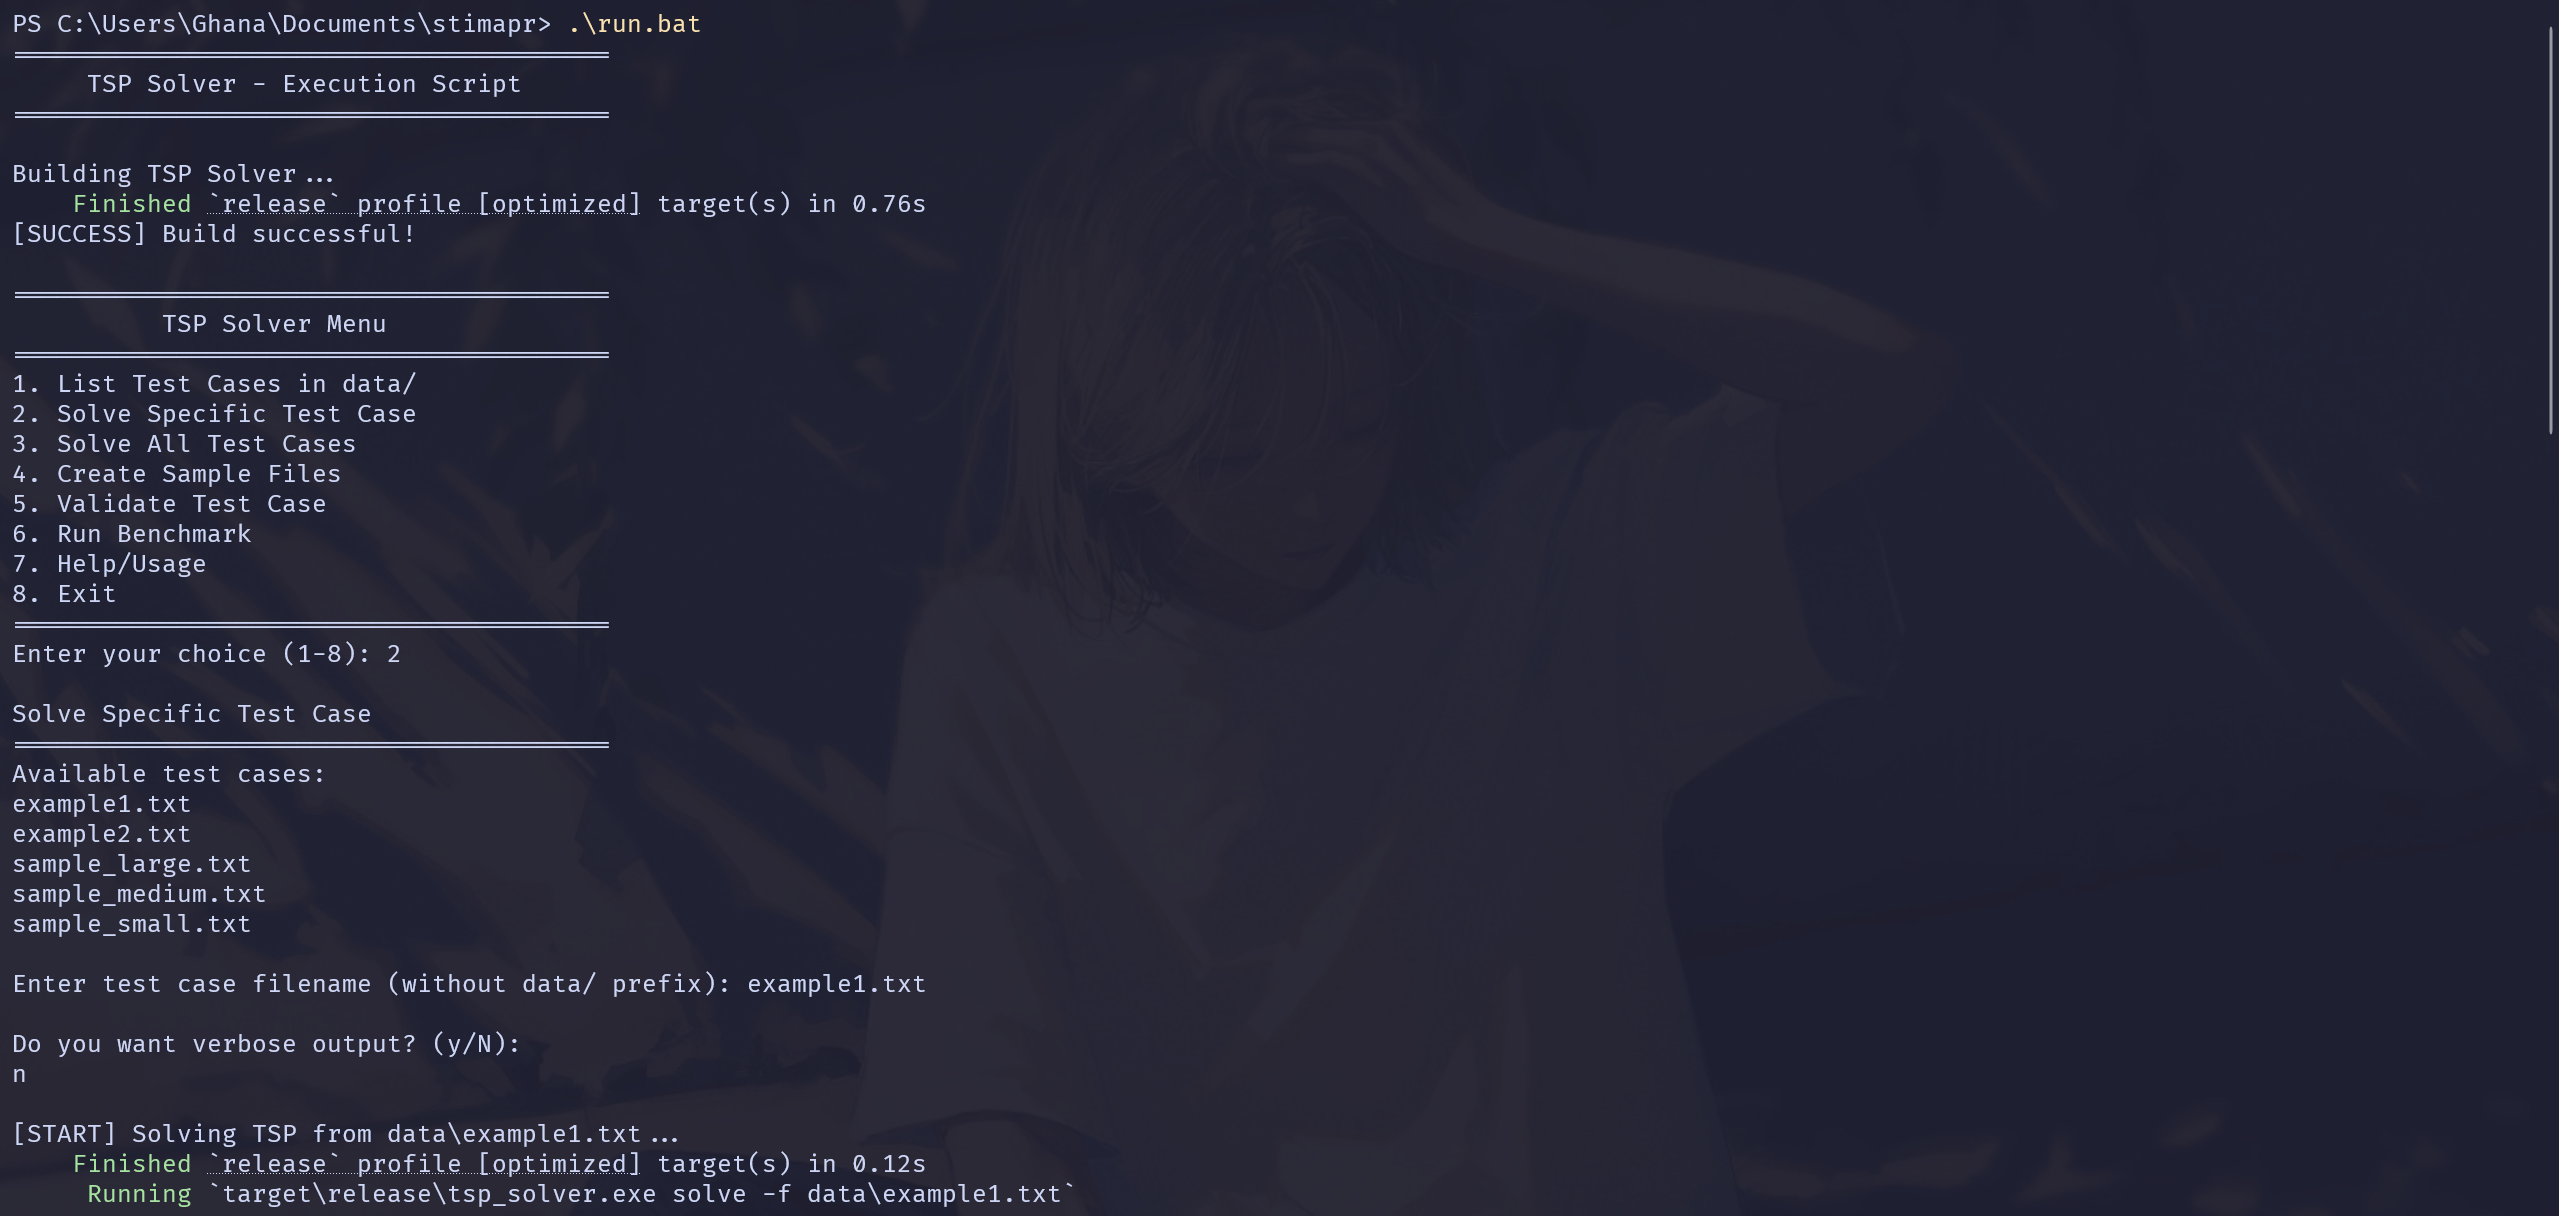 PS C:\Users\Ghana\Documents\stimapr> .\run.bat
========================================
     TSP Solver - Execution Script
========================================
Building TSP Solver...
    Finished `release` profile [optimized] target(s) in 0.76s
[SUCCESS] Build successful!
========================================
          TSP Solver Menu
========================================
1. List Test Cases in data/
2. Solve Specific Test Case
3. Solve All Test Cases
4. Create Sample Files
5. Validate Test Case
6. Run Benchmark
7. Help/Usage
8. Exit
========================================
Enter your choice (1-8): 2
Solve Specific Test Case
========================================
Available test cases:
example1.txt
example2.txt
sample_large.txt
sample_medium.txt
sample_small.txt
Enter test case filename (without data/ prefix): example1.txt
Do you want verbose output? (y/N):
n
[START] Solving TSP from data\example1.txt...
    Finished `release` profile [optimized] target(s) in 0.12s
     Running `target\release\tsp_solver.exe solve -f data\example1.txt`